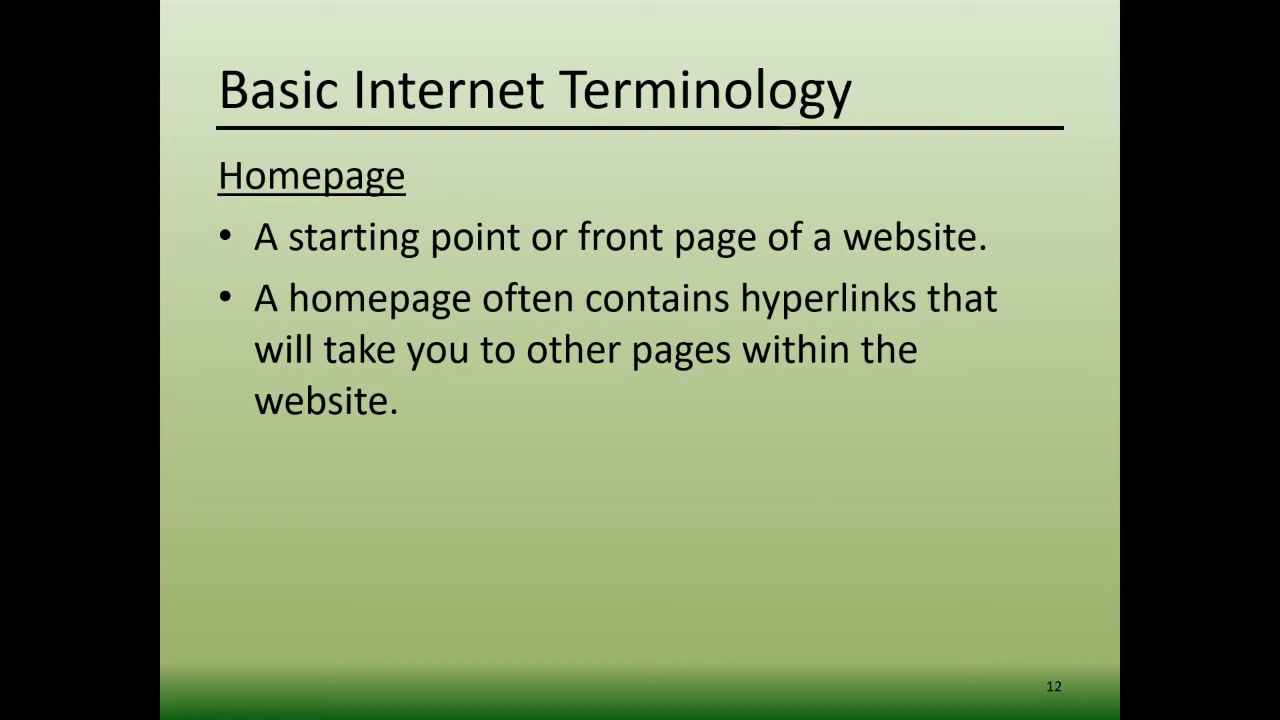 Basic Internet Terminology
Homepage
• A starting point or front page of a website.
• A homepage often contains hyperlinks that
will take you to other pages within the
website.
12